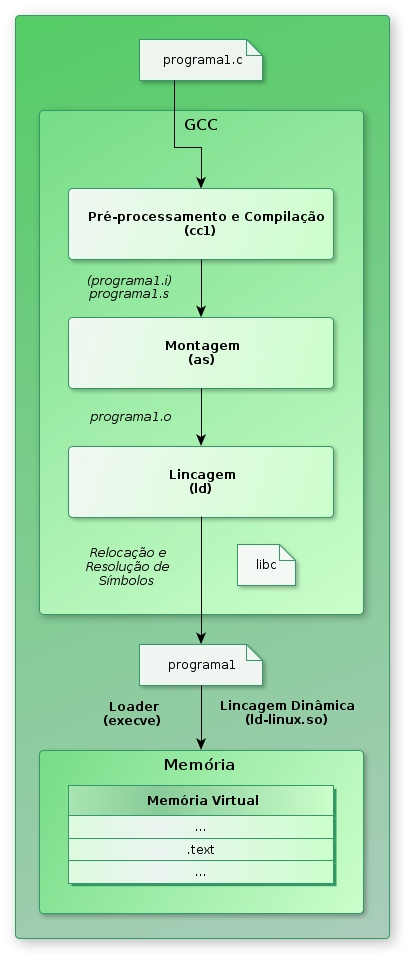 programa1.c
GCC
Pré-processamento e Compilação
(cc1)
(programa1.i)
programa1.s
Montagem
(as)
programa1.o
Lincagem
(ld)
Relocação e
Resolução de
Símbolos
libc
programa1
Loader
(execve)
Lincagem Dinâmica
(ld-linux.so)
Memória
Memória Virtual
...
.text
...